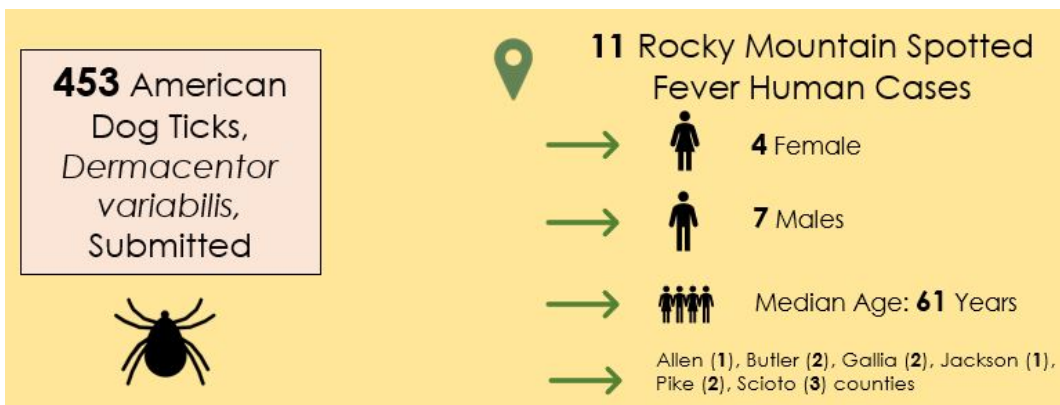 453 American
Dog Ticks,
Dermacentor
variabilis,
Submitted
11 Rocky Mountain Spotted
Fever Human Cases
4 Female
7 Males
Median Age: 61 Years
Allen (1), Butler (2), Gallia (2), Jackson (1),
Pike (2), Scioto (3) counties